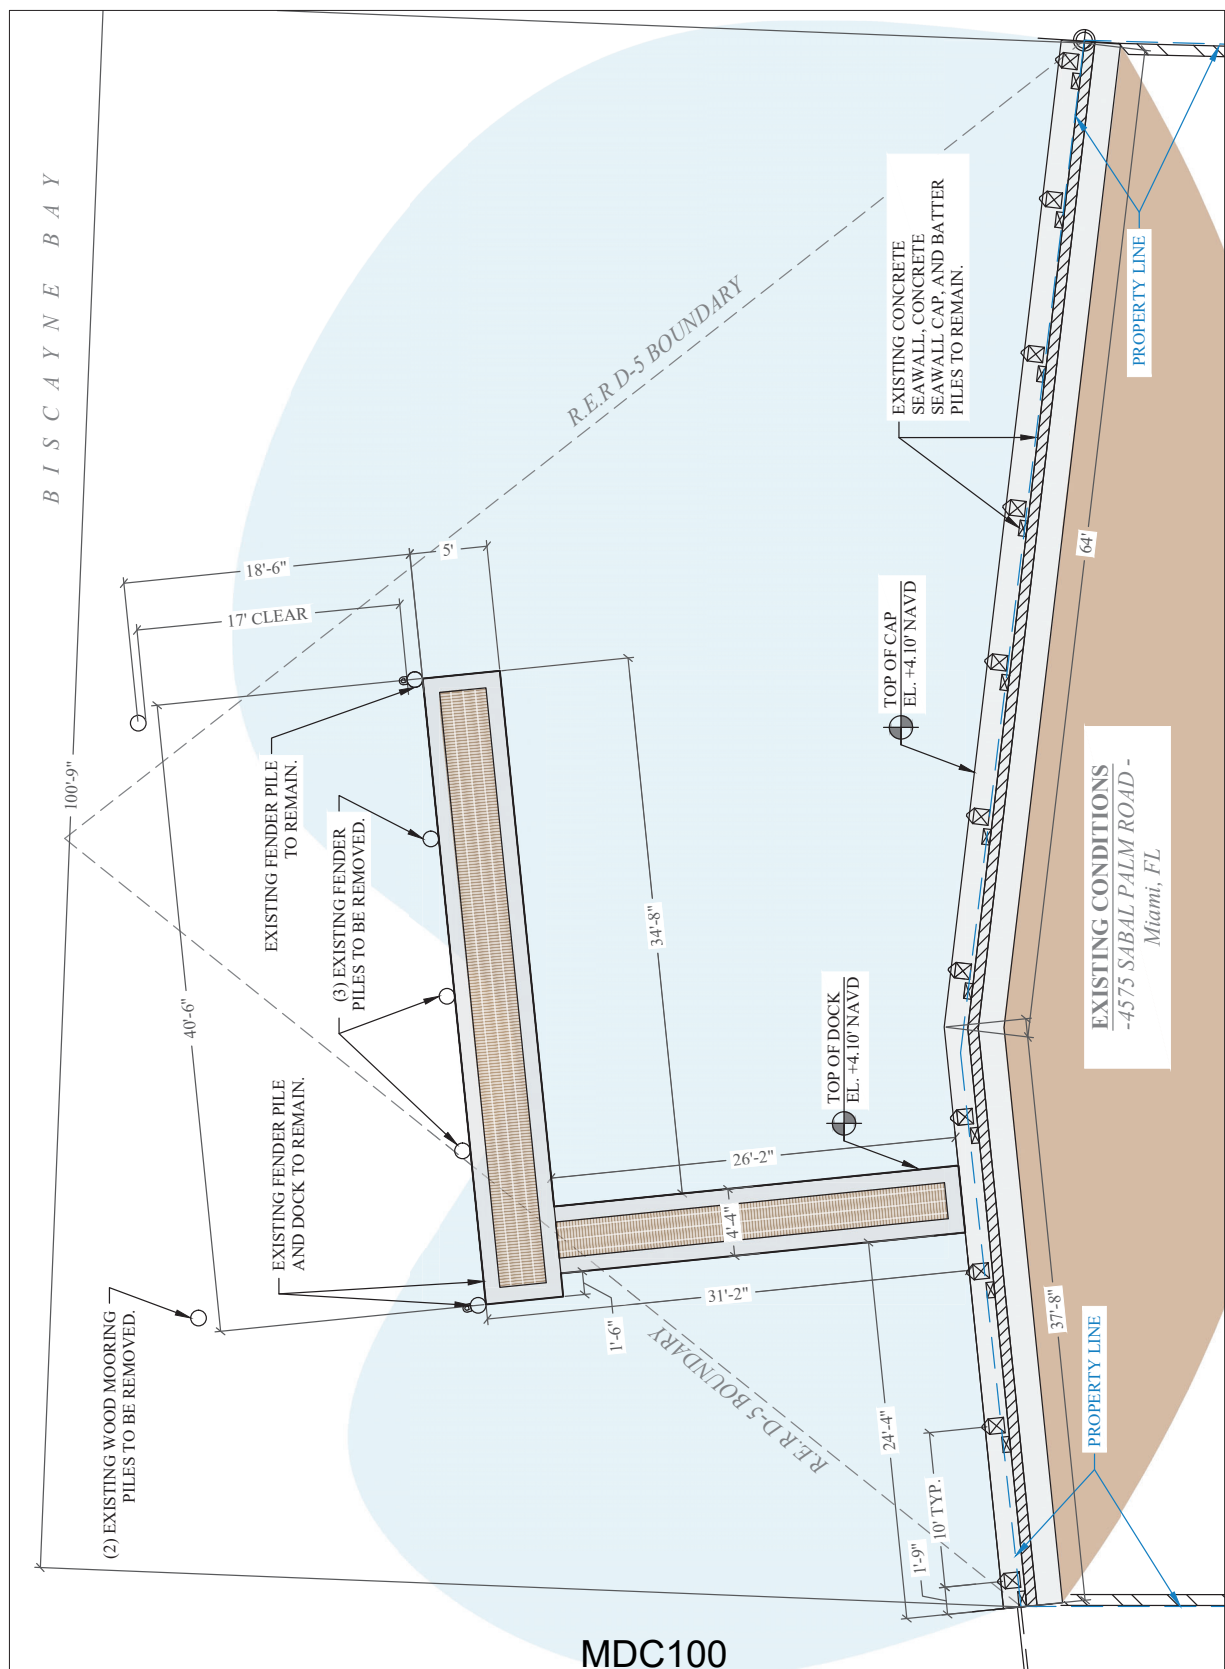 BISCAYNE BAY
100'-9"
18'-6"
5'
17' CLEAR
R.E.R D-5 BOUNDARY
EXISTING CONCRETE
SEAWALL, CONCRETE
SEAWALL CAP, AND BATTER
PILES TO REMAIN.
PROPERTY LINE
64'
TOP OF CAP
EL. +4.10' NAVD
EXISTING FENDER PILE
TO REMAIN.
(3) EXISTING FENDER
PILES TO BE REMOVED.
40'-6"
34'-8"
EXISTING FENDER PILE
AND DOCK TO REMAIN.
TOP OF DOCK
EL. +4.10' NAVD
26'-2"
4'-4"
31'-2"
1'-6"
R.E.R D-5 BOUNDARY
(2) EXISTING WOOD MOORING
PILES TO BE REMOVED.
24'-4"
10' TYP.
1'-9"
37'-8"
PROPERTY LINE
EXISTING CONDITIONS
-4575 SABAL PALM ROAD -
Miami, FL
MDC100